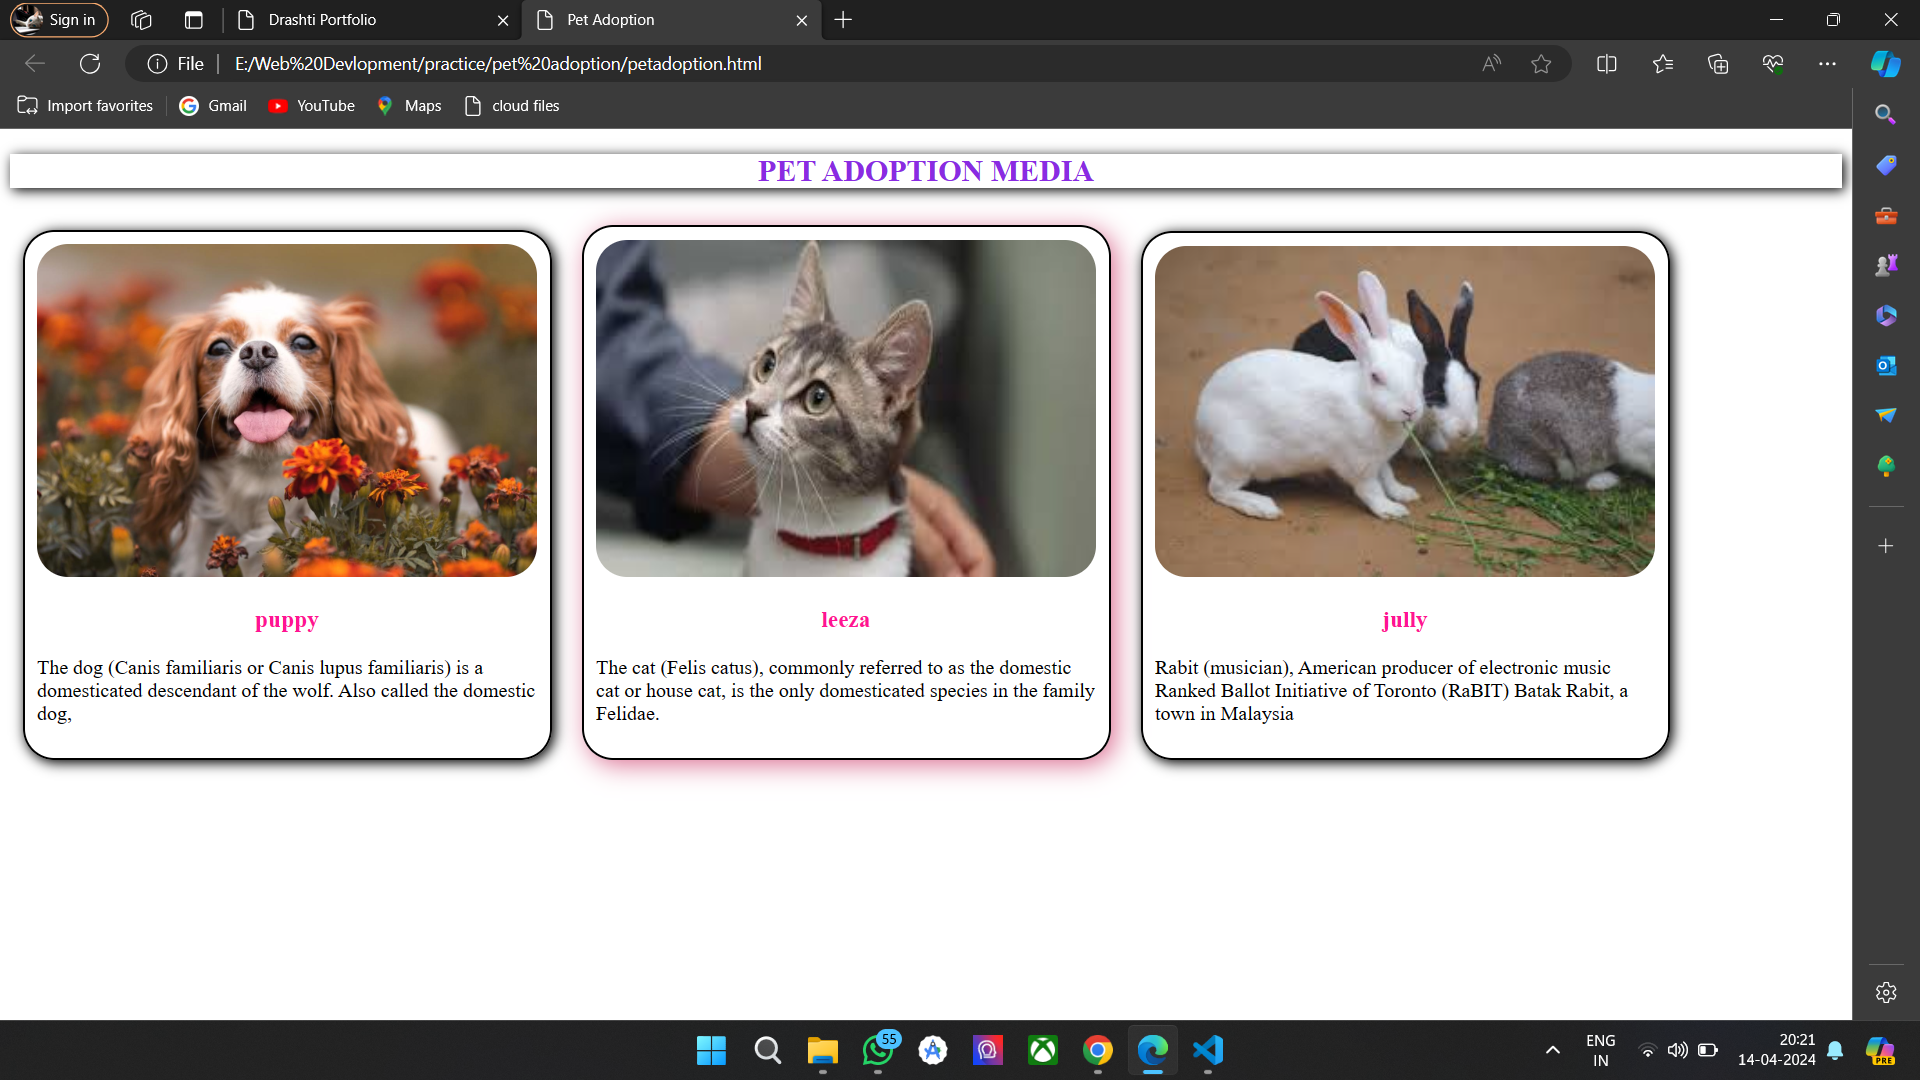 Sign in
Drashti Portfolio
Pet Adoption
File
E:/Web%20Devlopment/practice/pet%20adoption/petadoption.html
Import favorites
Gmail
YouTube
Maps
cloud files
PET ADOPTION MEDIA
puppy
The dog (Canis familiaris or Canis lupus familiaris) is a
domesticated descendant of the wolf. Also called the domestic
dog,
leeza
The cat (Felis catus), commonly referred to as the domestic
cat or house cat, is the only domesticated species in the family
Felidae.
jully
Rabit (musician), American producer of electronic music
Ranked Ballot Initiative of Toronto (RaBIT) Batak Rabit, a
town in Malaysia
55
ENG
IN
20:21
14-04-2024
PRE